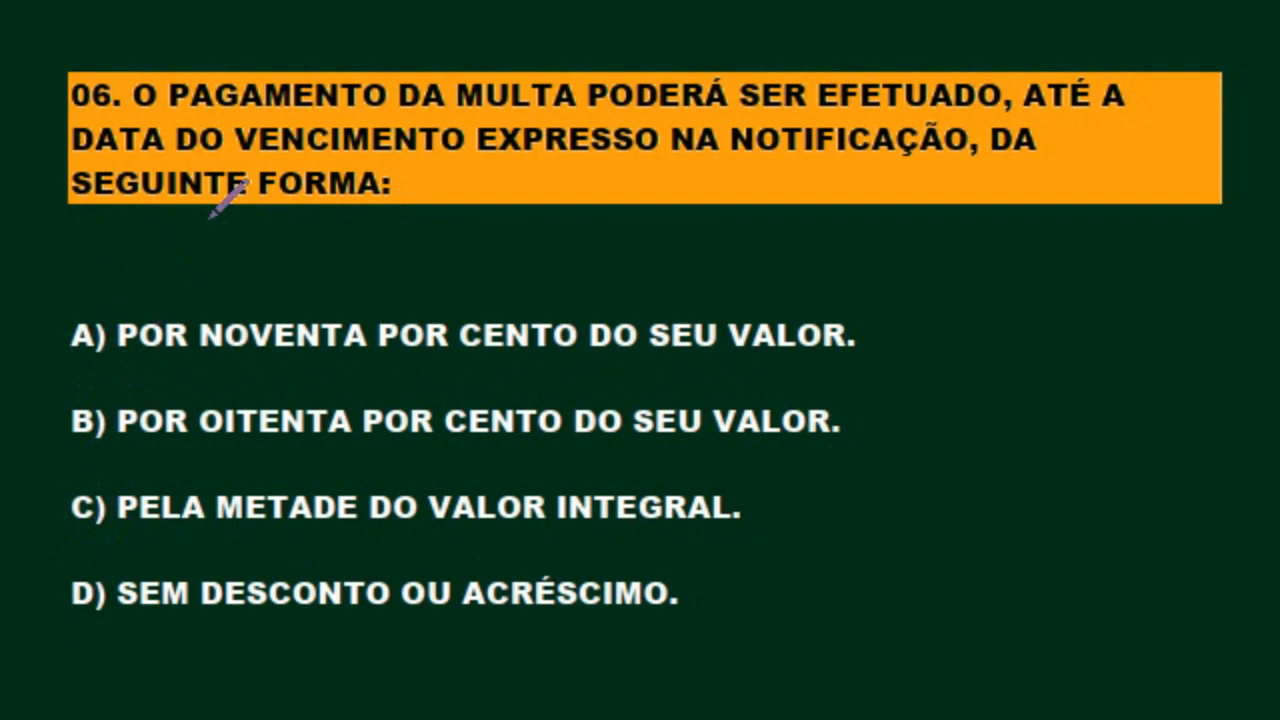 06. O PAGAMENTO DA MULTA PODERÁ SER EFETUADO, ATÉ A
DATA DO VENCIMENTO EXPRESSO NA NOTIFICAÇÃO, DA
SEGUINTE FORMA:
A) POR NOVENTA POR CENTO DO SEU VALOR.
B) POR OITENTA POR CENTO DO SEU VALOR.
C) PELA METADE DO VALOR INTEGRAL.
D) SEM DESCONTO OU ACRÉSCIMO.